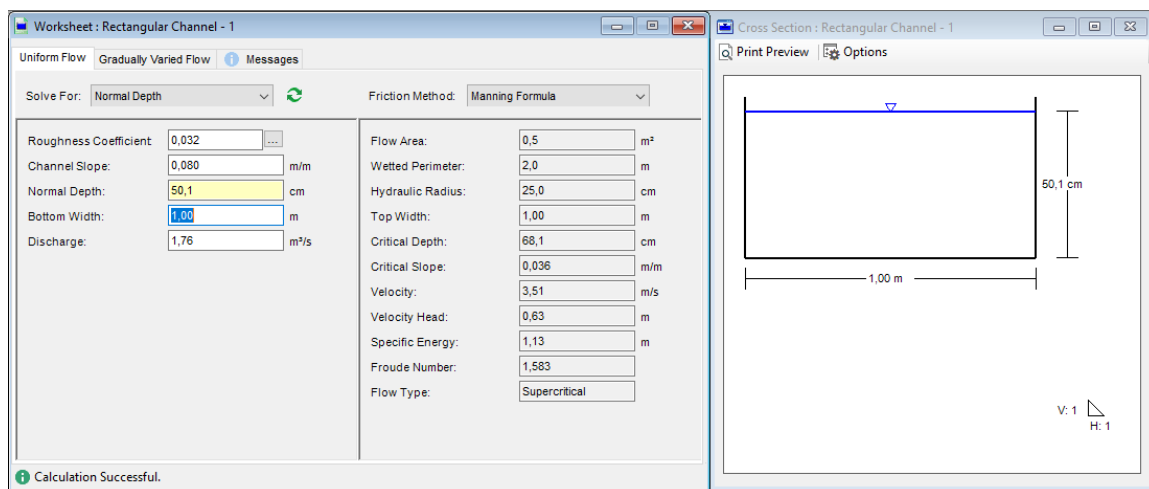 Worksheet : Rectangular Channel - 1
Uniform Flow Gradually Varied Flow Messages
Solve For: Normal Depth Friction Method: Manning Formula
Roughness Coefficient 0,032 ...
Channel Slope: 0,080 m/m
Normal Depth: 50,1 cm
Bottom Width: 1,00 m
Discharge: 1,76 m³/s
Flow Area: 0,5 m²
Wetted Perimeter: 2,0 m
Hydraulic Radius: 25,0 cm
Top Width: 1,00 m
Critical Depth: 68,1 cm
Critical Slope: 0,036 m/m
Velocity: 3,51 m/s
Velocity Head: 0,63 m
Specific Energy: 1,13 m
Froude Number: 1,583
Flow Type: Supercritical
Calculation Successful.
Cross Section : Rectangular Channel - 1
Print Preview Options
50,1 cm
1,00 m
V: 1
H: 1